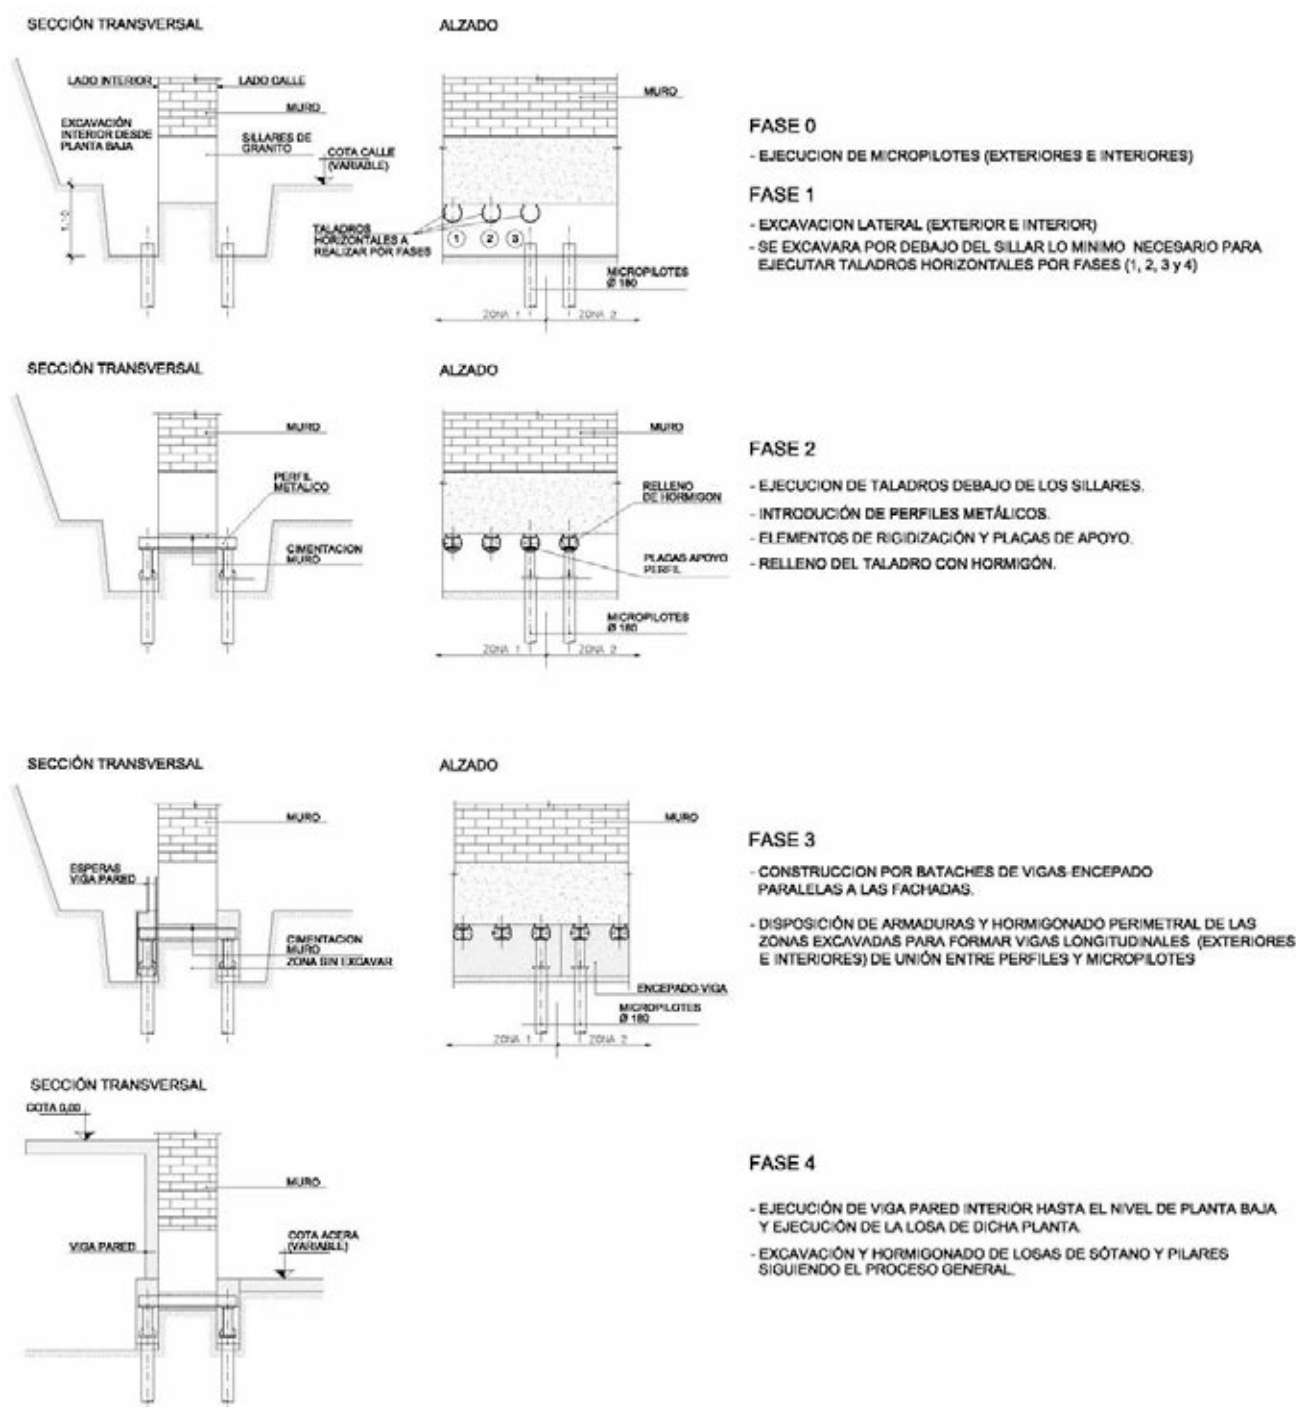 SECCIÓN TRANSVERSAL
ALZADO
LADO INTERIOR
LADO CALLE
MURO
EXCAVACIÓN
INTERIOR DESDE
PLANTA BAJA
SILLARES DE
GRANITO
COTA CALLE
(VARIABLE)
TALADROS
HORIZONTALES A
REALIZAR POR FASES
MURO
1
2
3
MICROPILOTES
Ø 180
ZONA 1
ZONA 2
FASE 0
- EJECUCION DE MICROPILOTES (EXTERIORES E INTERIORES)
FASE 1
- EXCAVACION LATERAL (EXTERIOR E INTERIOR)
- SE EXCAVARA POR DEBAJO DEL SILLAR LO MINIMO NECESARIO PARA
EJECUTAR TALADROS HORIZONTALES POR FASES (1, 2, 3 y 4)
SECCIÓN TRANSVERSAL
ALZADO
MURO
PERFIL
METALICO
CIMENTACION
MURO
MURO
RELLENO
DE HORMIGON
PLACAS APOYO
PERFIL
MICROPILOTES
Ø 180
ZONA 1
ZONA 2
FASE 2
- EJECUCION DE TALADROS DEBAJO DE LOS SILLARES.
- INTRODUCIÓN DE PERFILES METÁLICOS.
- ELEMENTOS DE RIGIDIZACIÓN Y PLACAS DE APOYO.
- RELLENO DEL TALADRO CON HORMIGÓN.
SECCIÓN TRANSVERSAL
ALZADO
MURO
ESPERAS
VIGA PARED
CIMENTACION
MURO
ZONA SIN EXCAVAR
MURO
ENCEPADO-VIGA
MICROPILOTES
Ø 180
ZONA 1
ZONA 2
FASE 3
- CONSTRUCCION POR BATACHES DE VIGAS ENCEPADO
PARALELAS A LAS FACHADAS.
- DISPOSICIÓN DE ARMADURAS Y HORMIGONADO PERIMETRAL DE LAS
ZONAS EXCAVADAS PARA FORMAR VIGAS LONGITUDINALES (EXTERIORES
E INTERIORES) DE UNIÓN ENTRE PERFILES Y MICROPILOTES
SECCIÓN TRANSVERSAL
COTA 0,00
MURO
VIGA PARED
COTA ACERA
(VARIABLE)
FASE 4
- EJECUCIÓN DE VIGA PARED INTERIOR HASTA EL NIVEL DE PLANTA BAJA
Y EJECUCIÓN DE LA LOSA DE DICHA PLANTA.
- EXCAVACIÓN Y HORMIGONADO DE LOSAS DE SÓTANO Y PILARES
SIGUIENDO EL PROCESO GENERAL.